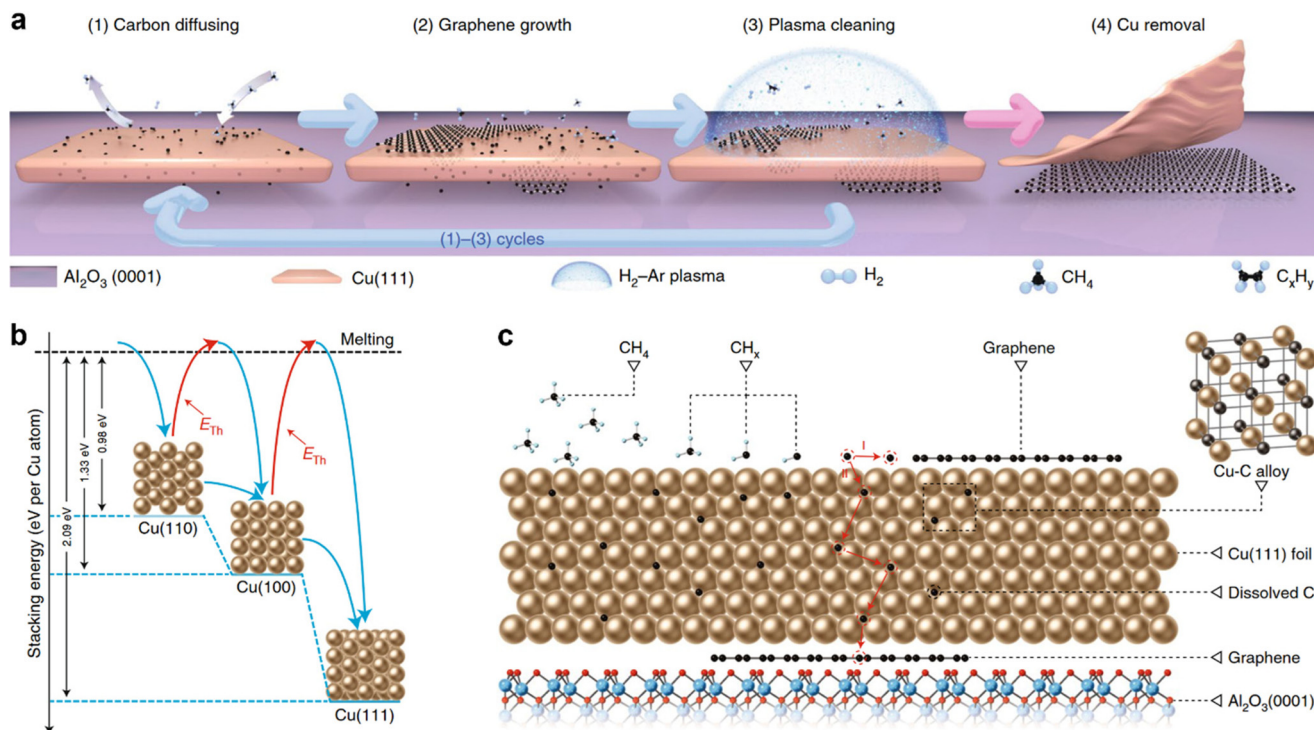 a
(1) Carbon diffusing
(2) Graphene growth
(3) Plasma cleaning
(4) Cu removal
(1)–(3) cycles
Al₂O₃ (0001)
Cu(111)
H₂–Ar plasma
H₂
CH₄
CₓHᵧ
b
Stacking energy (eV per Cu atom)
Melting
2.09 eV
1.33 eV
0.98 eV
E_Th
E_Th
Cu(110)
Cu(100)
Cu(111)
c
CH₄
CHₓ
Graphene
I
II
Cu-C alloy
Cu(111) foil
Dissolved C
Graphene
Al₂O₃(0001)